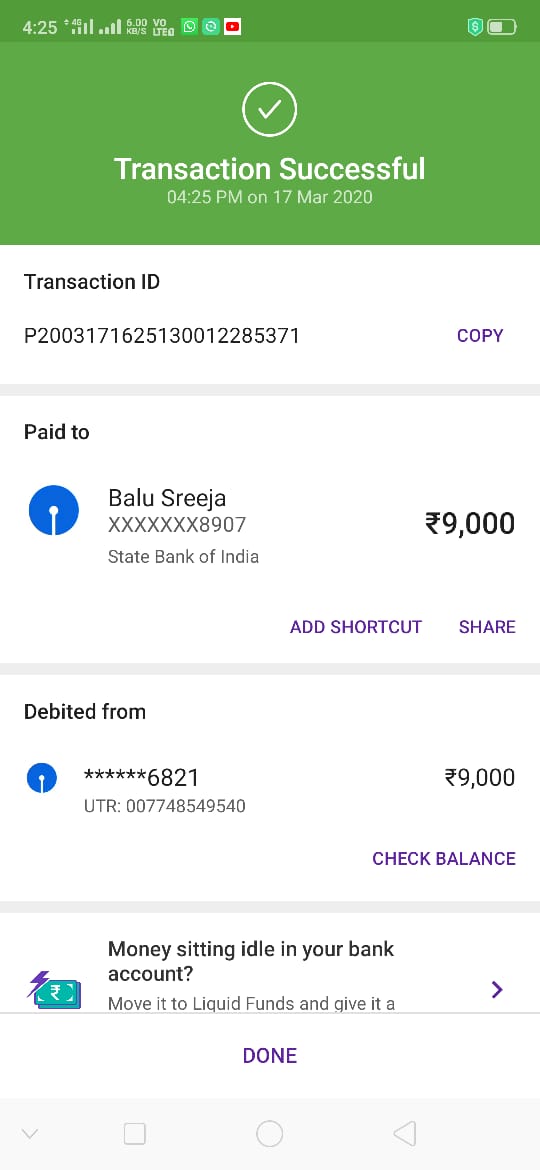 4:25 4G 6.00 KB/S VO LTE
Transaction Successful
04:25 PM on 17 Mar 2020
Transaction ID
P2003171625130012285371 COPY
Paid to
Balu Sreeja
XXXXXXX8907 ₹9,000
State Bank of India
ADD SHORTCUT SHARE
Debited from
******6821 ₹9,000
UTR: 007748549540
CHECK BALANCE
Money sitting idle in your bank
account?
Move it to Liquid Funds and give it a
DONE